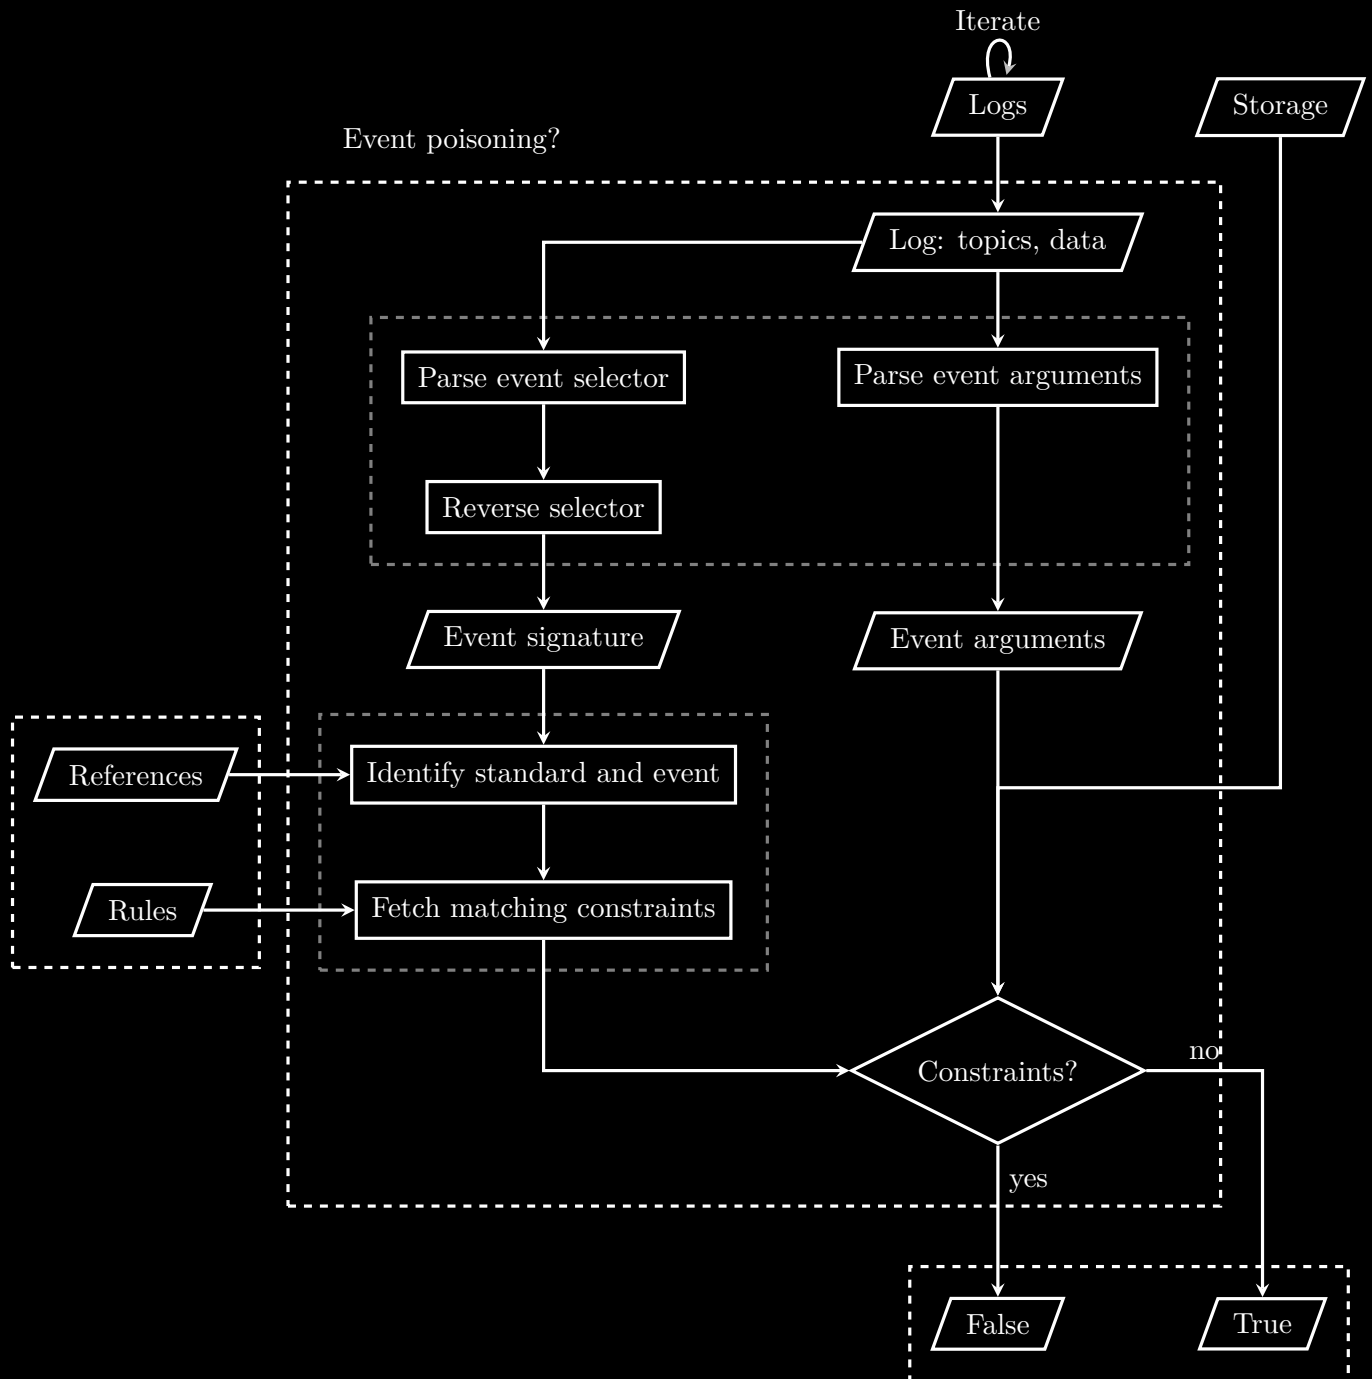 Iterate
Logs
Storage
Event poisoning?
Log: topics, data
Parse event selector
Parse event arguments
Reverse selector
Event signature
Event arguments
References
Identify standard and event
Rules
Fetch matching constraints
no
Constraints?
yes
False
True